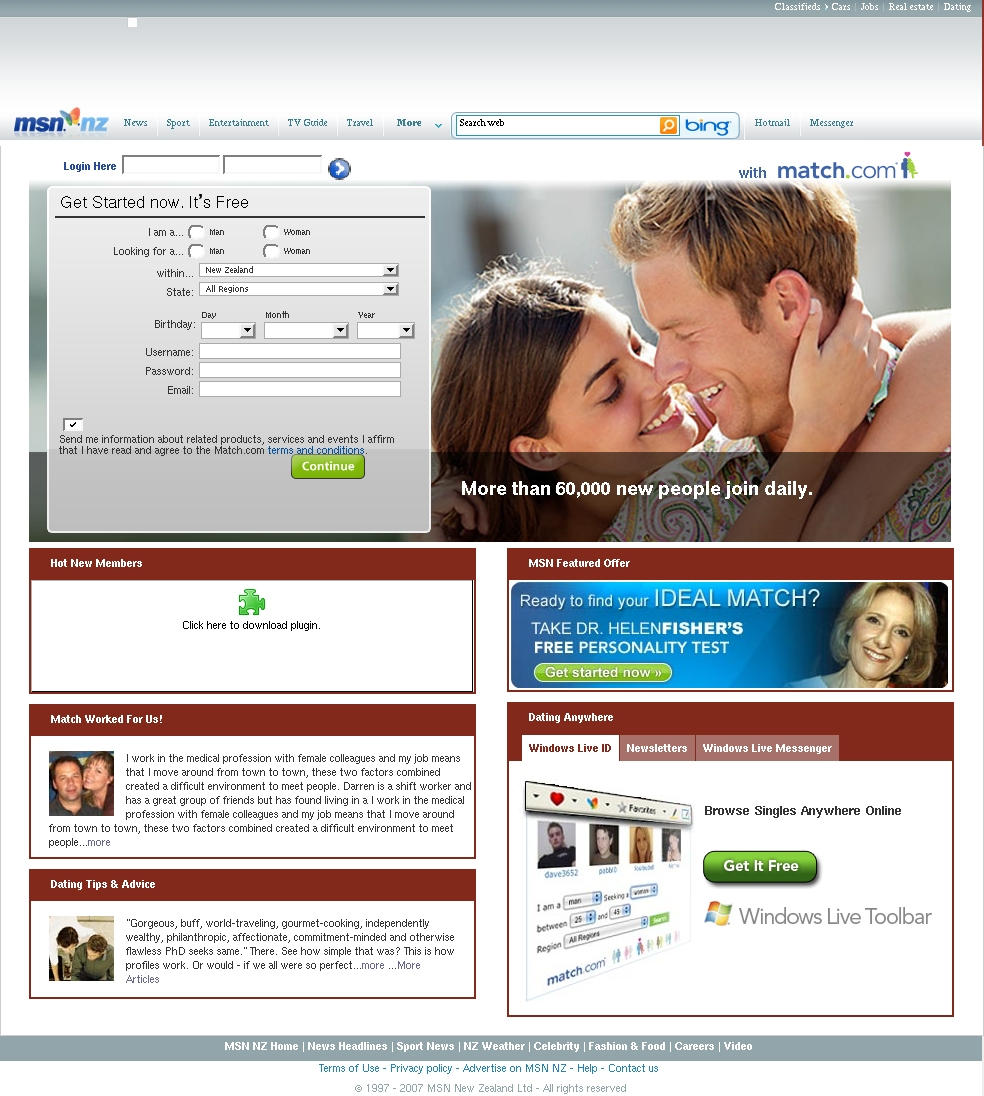 Classifieds > Cars | Jobs | Real estate | Dating
msn nz News Sport Entertainment TV Guide Travel More Search web bing Hotmail Messenger
Login Here
with match.com
Get Started now. It's Free
I am a... Man Woman
Looking for a... Man Woman
within... New Zealand
State: All Regions
Day Month Year
Birthday:
Username:
Password:
Email:
Send me information about related products, services and events I affirm
that I have read and agree to the Match.com terms and conditions.
Continue
More than 60,000 new people join daily.
Hot New Members
Click here to download plugin.
MSN Featured Offer
Ready to find your IDEAL MATCH?
TAKE DR. HELEN FISHER'S
FREE PERSONALITY TEST
Get started now »
Match Worked For Us!
I work in the medical profession with female colleagues and my job means
that I move around from town to town, these two factors combined
created a difficult environment to meet people. Darren is a shift worker and
has a great group of friends but has found living in a I work in the medical
profession with female colleagues and my job means that I move around
from town to town, these two factors combined created a difficult environment to meet
people...more
Dating Tips & Advice
"Gorgeous, buff, world-traveling, gourmet-cooking, independently
wealthy, philanthropic, affectionate, commitment-minded and otherwise
flawless PhD seeks same." There. See how simple that was? This is how
profiles work. Or would - if we all were so perfect...more ...More
Articles
Dating Anywhere
Windows Live ID Newsletters Windows Live Messenger
Favorites
dave3652
I am a man Seeking a woman
between 25 and 45 Search
Region All Regions
match.com
Browse Singles Anywhere Online
Get It Free
Windows Live Toolbar
MSN NZ Home | News Headlines | Sport News | NZ Weather | Celebrity | Fashion & Food | Careers | Video
Terms of Use - Privacy policy - Advertise on MSN NZ - Help - Contact us
© 1997 - 2007 MSN New Zealand Ltd - All rights reserved